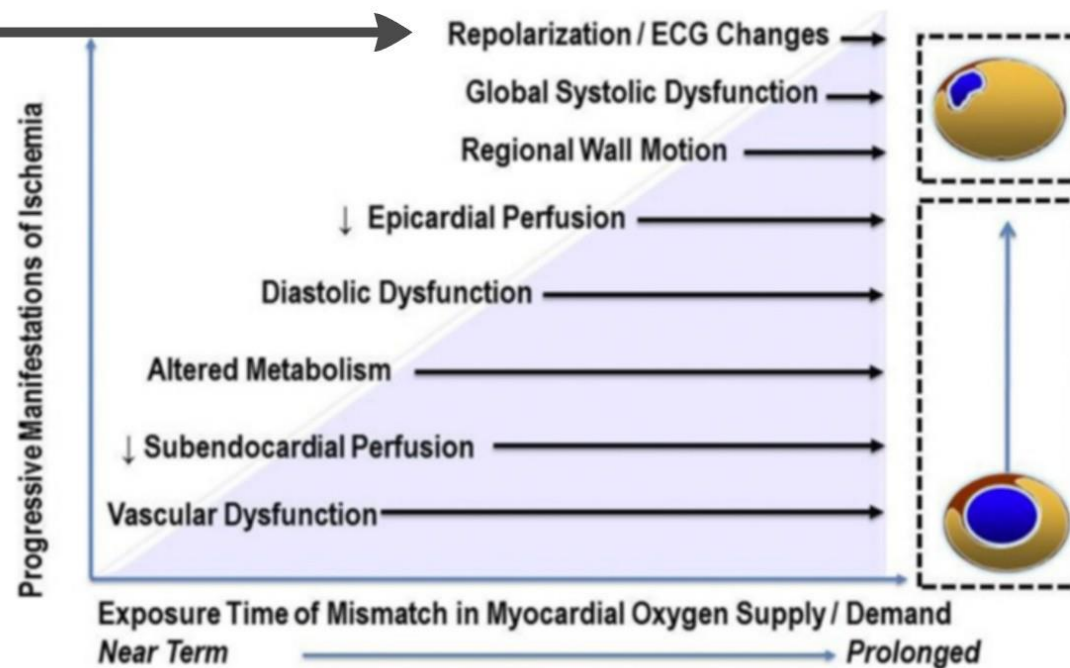 Repolarization / ECG Changes
Global Systolic Dysfunction
Regional Wall Motion
↓ Epicardial Perfusion
Diastolic Dysfunction
Altered Metabolism
↓ Subendocardial Perfusion
Vascular Dysfunction
Progressive Manifestations of Ischemia
Exposure Time of Mismatch in Myocardial Oxygen Supply / Demand
Near Term Prolonged